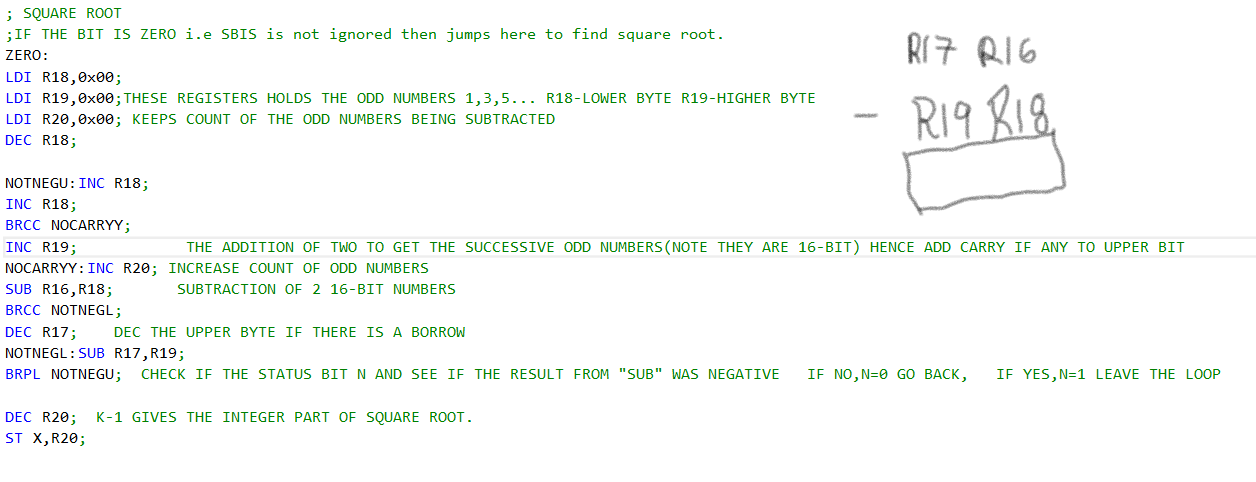 ; SQUARE ROOT
;IF THE BIT IS ZERO i.e SBIS is not ignored then jumps here to find square root.
ZERO:
LDI R18,0x00;
LDI R19,0x00;THESE REGISTERS HOLDS THE ODD NUMBERS 1,3,5... R18-LOWER BYTE R19-HIGHER BYTE
LDI R20,0x00; KEEPS COUNT OF THE ODD NUMBERS BEING SUBTRACTED
DEC R18;
NOTNEGU:INC R18;
INC R18;
BRCC NOCARRYY;
INC R19; THE ADDITION OF TWO TO GET THE SUCCESSIVE ODD NUMBERS(NOTE THEY ARE 16-BIT) HENCE ADD CARRY IF ANY TO UPPER BIT
NOCARRYY:INC R20; INCREASE COUNT OF ODD NUMBERS
SUB R16,R18; SUBTRACTION OF 2 16-BIT NUMBERS
BRCC NOTNEGL;
DEC R17; DEC THE UPPER BYTE IF THERE IS A BORROW
NOTNEGL:SUB R17,R19;
BRPL NOTNEGU; CHECK IF THE STATUS BIT N AND SEE IF THE RESULT FROM "SUB" WAS NEGATIVE IF NO,N=0 GO BACK, IF YES,N=1 LEAVE THE LOOP
DEC R20; K-1 GIVES THE INTEGER PART OF SQUARE ROOT.
ST X,R20;
R17 R16
- R19 R18